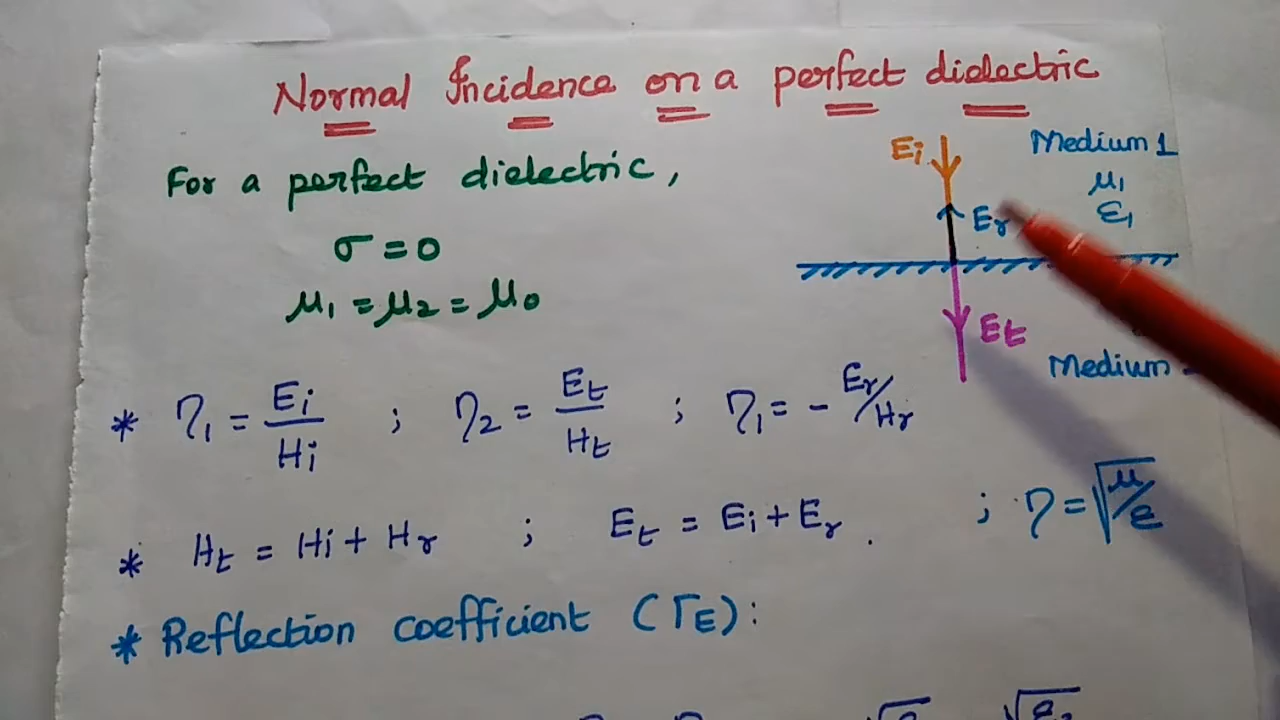 Normal Incidence on a perfect dielectric
For a perfect dielectric,
σ = 0
μ₁ = μ₂ = μ₀
Ei
Medium 1
μ₁
ε₁
Er
Et
Medium
* η₁ = Ei/Hi ; η₂ = Et/Ht ; η₁ = - Er/Hr
* Ht = Hi + Hr ; Et = Ei + Er . ; η = √μ/ε
* Reflection coefficient (ΓE):